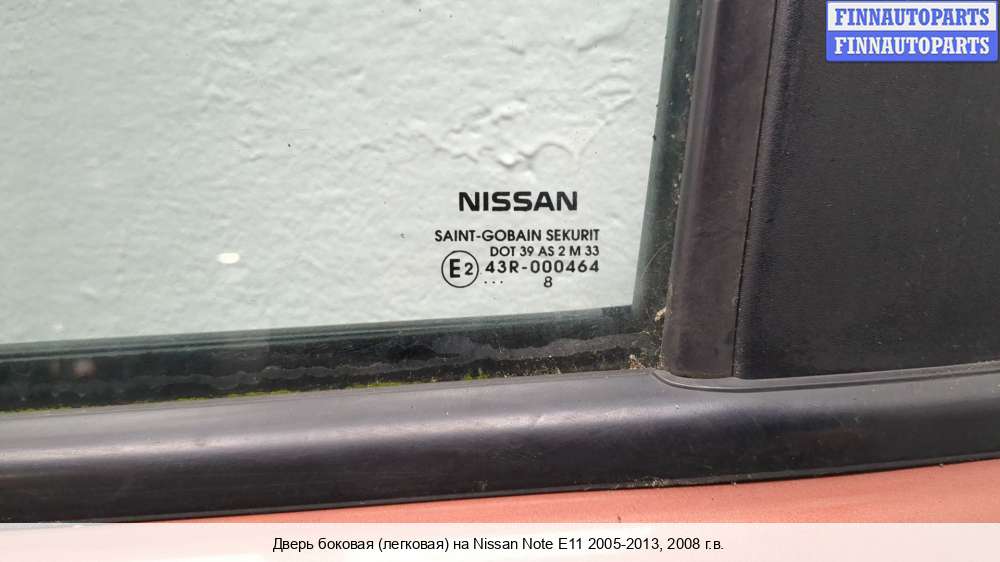 FINNAUTOPARTS
FINNAUTOPARTS
NISSAN
SAINT-GOBAIN SEKURIT
DOT 39 AS 2 M 33
E2 43R-000464
... 8
Дверь боковая (легковая) на Nissan Note E11 2005-2013, 2008 г.в.